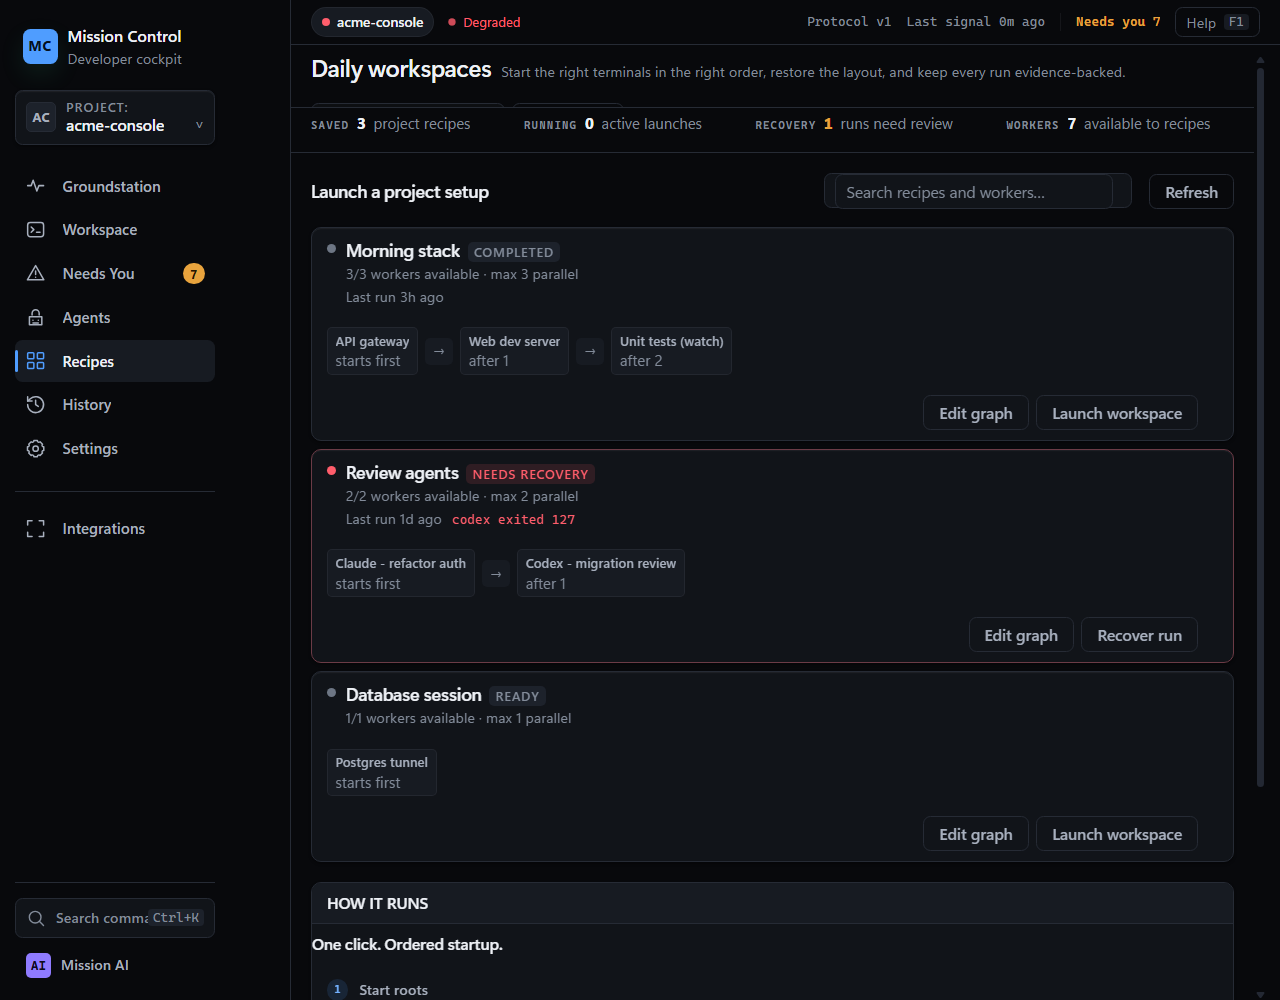 MC
Mission Control
Developer cockpit
AC
PROJECT:
acme-console
v
Groundstation
Workspace
Needs You
7
Agents
Recipes
History
Settings
Integrations
Search comma
Ctrl+K
AI
Mission AI
acme-console
Degraded
Protocol v1
Last signal 0m ago
Needs you 7
Help F1
Daily workspaces
Start the right terminals in the right order, restore the layout, and keep every run evidence-backed.
SAVED 3 project recipes
RUNNING 0 active launches
RECOVERY 1 runs need review
WORKERS 7 available to recipes
Launch a project setup
Search recipes and workers...
Refresh
Morning stack COMPLETED
3/3 workers available · max 3 parallel
Last run 3h ago
API gateway
starts first
→
Web dev server
after 1
→
Unit tests (watch)
after 2
Edit graph
Launch workspace
Review agents NEEDS RECOVERY
2/2 workers available · max 2 parallel
Last run 1d ago codex exited 127
Claude - refactor auth
starts first
→
Codex - migration review
after 1
Edit graph
Recover run
Database session READY
1/1 workers available · max 1 parallel
Postgres tunnel
starts first
Edit graph
Launch workspace
HOW IT RUNS
One click. Ordered startup.
1 Start roots